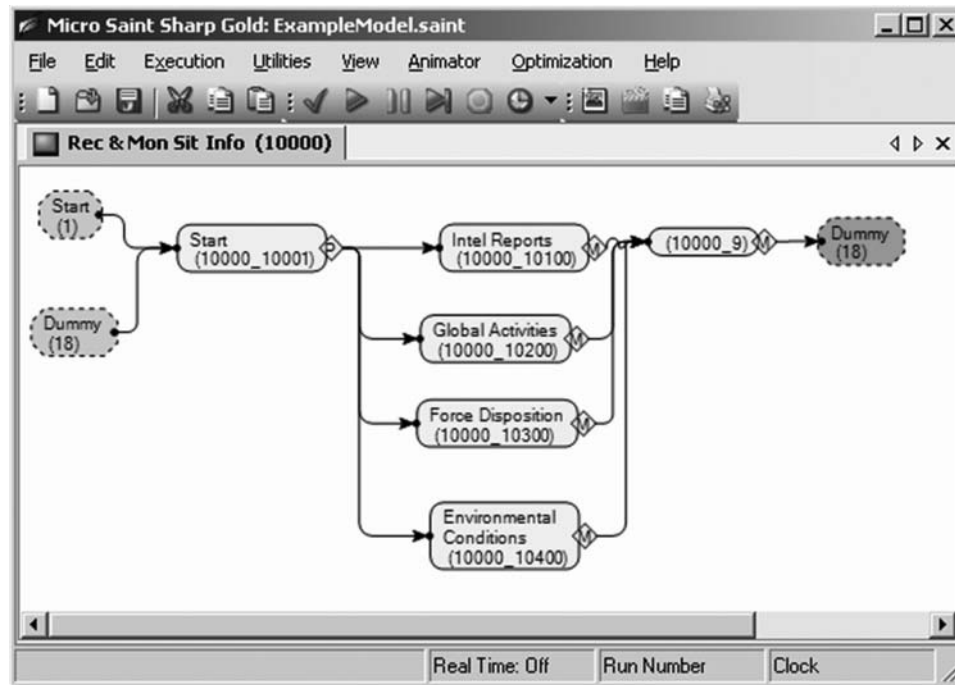 Micro Saint Sharp Gold: ExampleModel.saint
File Edit Execution Utilities View Animator Optimization Help
Rec & Mon Sit Info (10000)
Start
(1)
Dummy
(18)
Start
(10000_10001)
Intel Reports
(10000_10100)
M
Global Activities
(10000_10200)
M
Force Disposition
(10000_10300)
M
Environmental
Conditions
(10000_10400)
M
(10000_9)
M
Dummy
(18)
Real Time: Off Run Number Clock